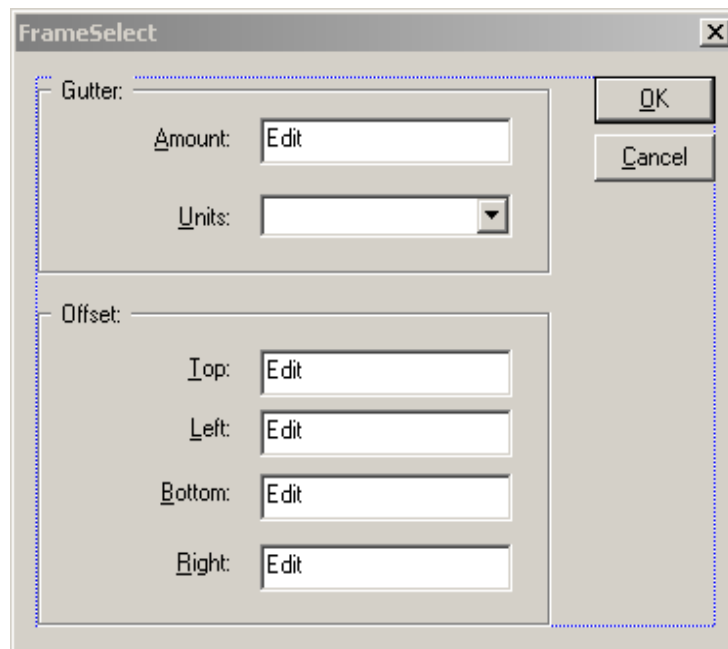 FrameSelect
Gutter:
OK
Amount: Edit
Cancel
Units:
Offset:
Top: Edit
Left: Edit
Bottom: Edit
Right: Edit